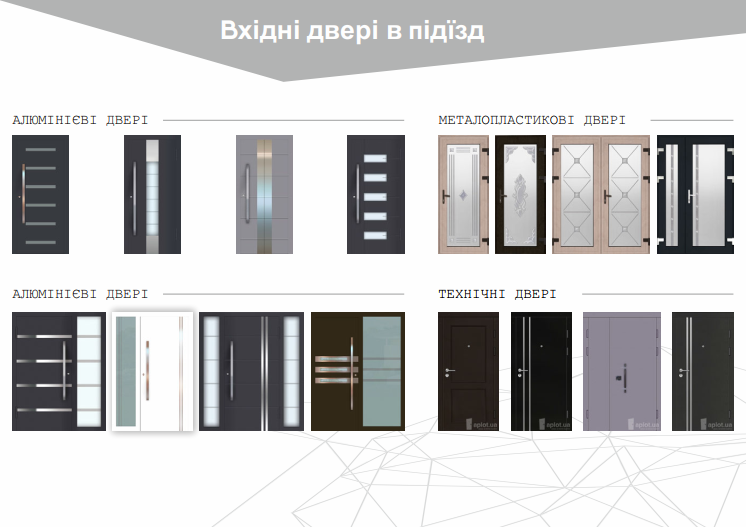 Вхідні двері в підїзд
АЛЮМІНІЄВІ ДВЕРІ
МЕТАЛОПЛАСТИКОВІ ДВЕРІ
АЛЮМІНІЄВІ ДВЕРІ
ТЕХНІЧНІ ДВЕРІ
aplot.ua
aplot.ua
aplot.ua
aplot.ua